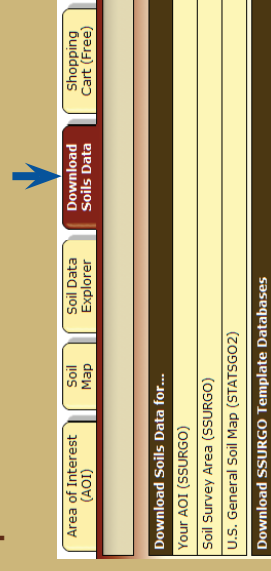 Area of Interest
(AOI)
Soil
Map
Soil Data
Explorer
Download
Soils Data
Shopping
Cart (Free)
Download Soils Data for...
Your AOI (SSURGO)
Soil Survey Area (SSURGO)
U.S. General Soil Map (STATSGO2)
Download SSURGO Template Databases